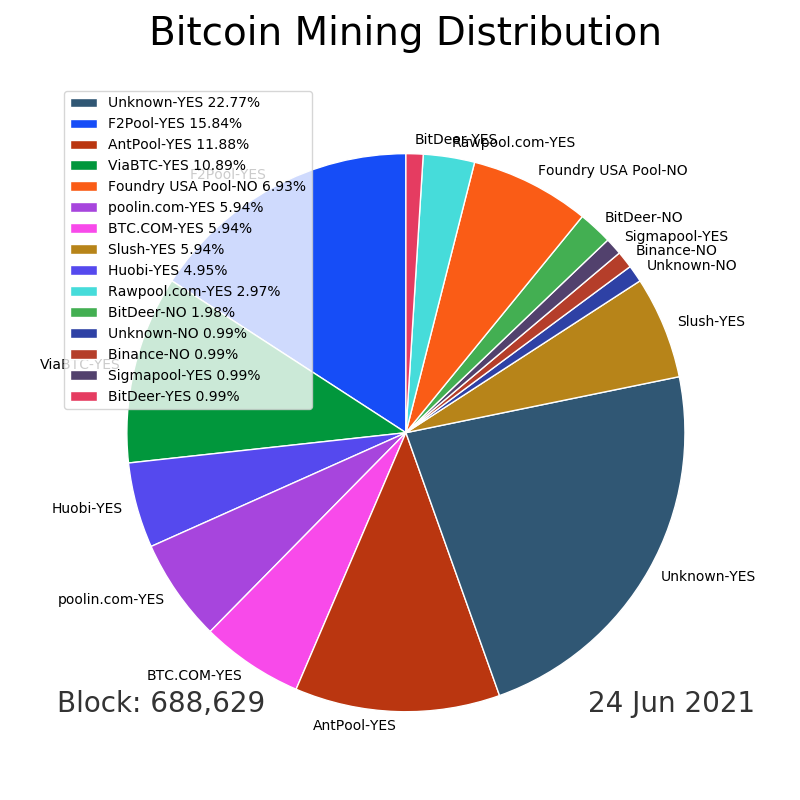 Bitcoin Mining Distribution
Unknown-YES 22.77%
F2Pool-YES 15.84%
AntPool-YES 11.88%
ViaBTC-YES 10.89%
Foundry USA Pool-NO 6.93%
poolin.com-YES 5.94%
BTC.COM-YES 5.94%
Slush-YES 5.94%
Huobi-YES 4.95%
Rawpool.com-YES 2.97%
BitDeer-NO 1.98%
Unknown-NO 0.99%
Binance-NO 0.99%
Sigmapool-YES 0.99%
BitDeer-YES 0.99%
BitDeer-YES
Rawpool.com-YES
Foundry USA Pool-NO
F2Pool-YES
BitDeer-NO
Sigmapool-YES
Binance-NO
Unknown-NO
Slush-YES
ViaBTC-YES
Huobi-YES
Unknown-YES
poolin.com-YES
BTC.COM-YES
AntPool-YES
Block: 688,629
24 Jun 2021